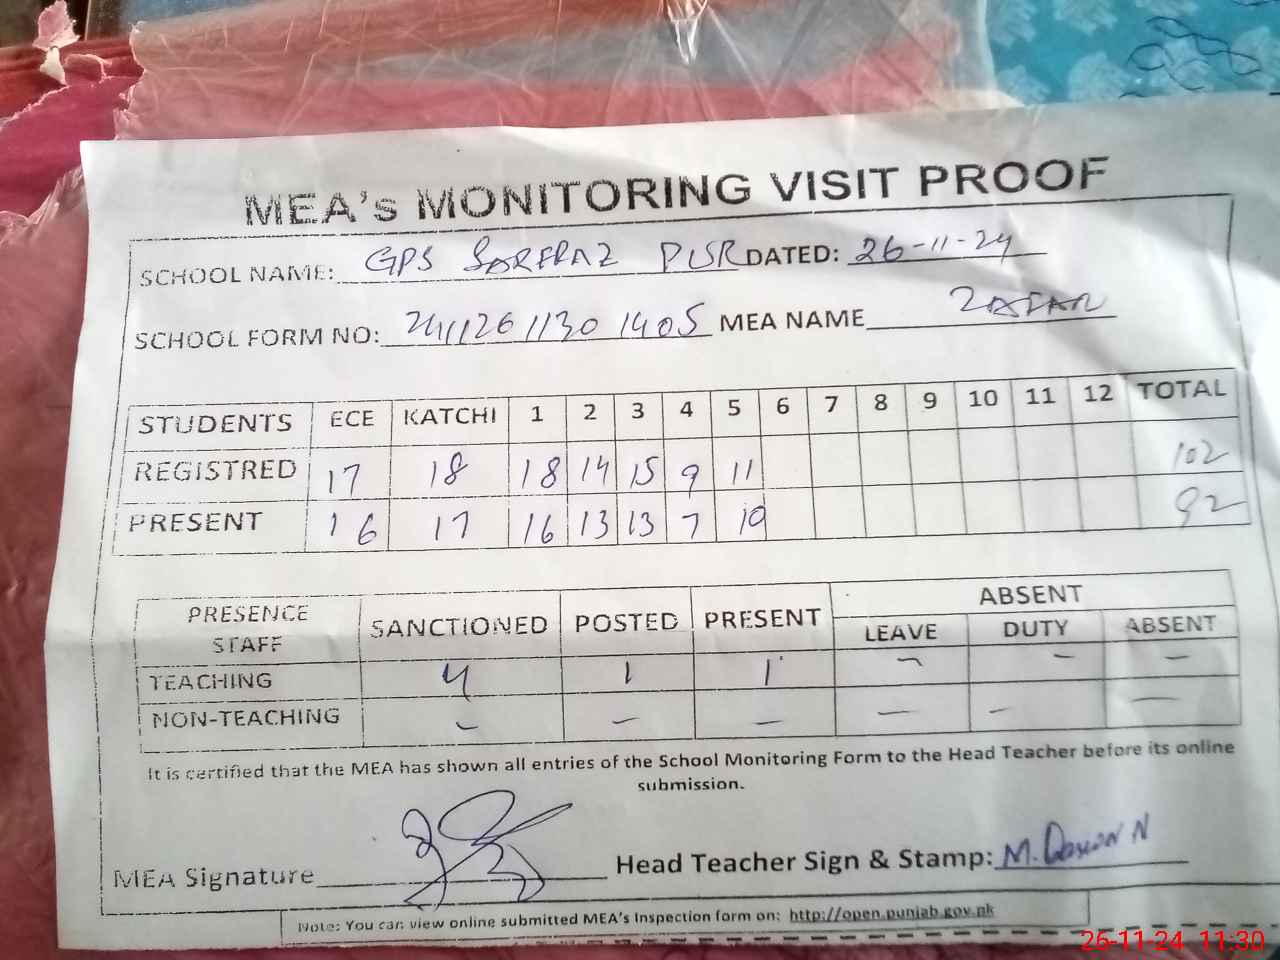 MEA's MONITORING VISIT PROOF
SCHOOL NAME: GPS SARFRAZ PUR DATED: 26-11-24
SCHOOL FORM NO: 241126 1130 1405 MEA NAME ZAFAR
STUDENTS ECE KATCHI 1 2 3 4 5 6 7 8 9 10 11 12 TOTAL
REGISTRED 17 18 18 14 15 9 11 102
PRESENT 16 17 16 13 13 7 10 92
PRESENCE STAFF SANCTIONED POSTED PRESENT ABSENT
LEAVE DUTY ABSENT
TEACHING 4 1 1 - - -
NON-TEACHING - - - - - -
It is certified that the MEA has shown all entries of the School Monitoring Form to the Head Teacher before its online
submission.
MEA Signature Head Teacher Sign & Stamp: M.
Note: You can view online submitted MEA's Inspection form on: http://open.punjab.gov.pk
26-11-24 11:30